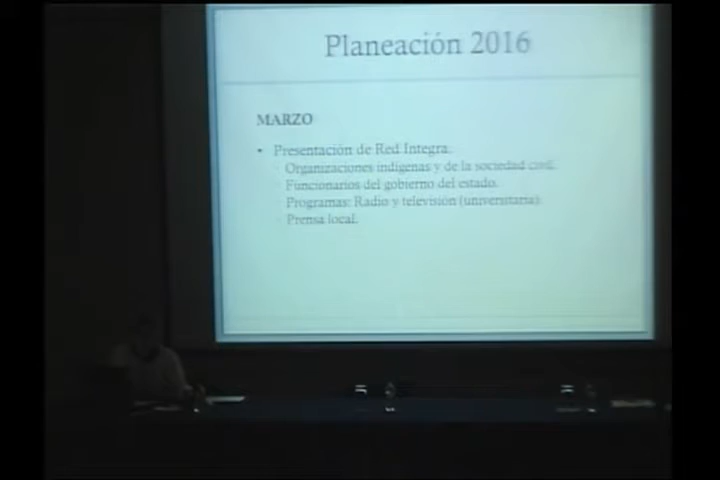 Planeación 2016
MARZO
• Presentación de Red Integra.
Organizaciones indígenas y de la sociedad civil.
Funcionarios del gobierno del estado.
Programas: Radio y televisión (universitaria).
Prensa local.